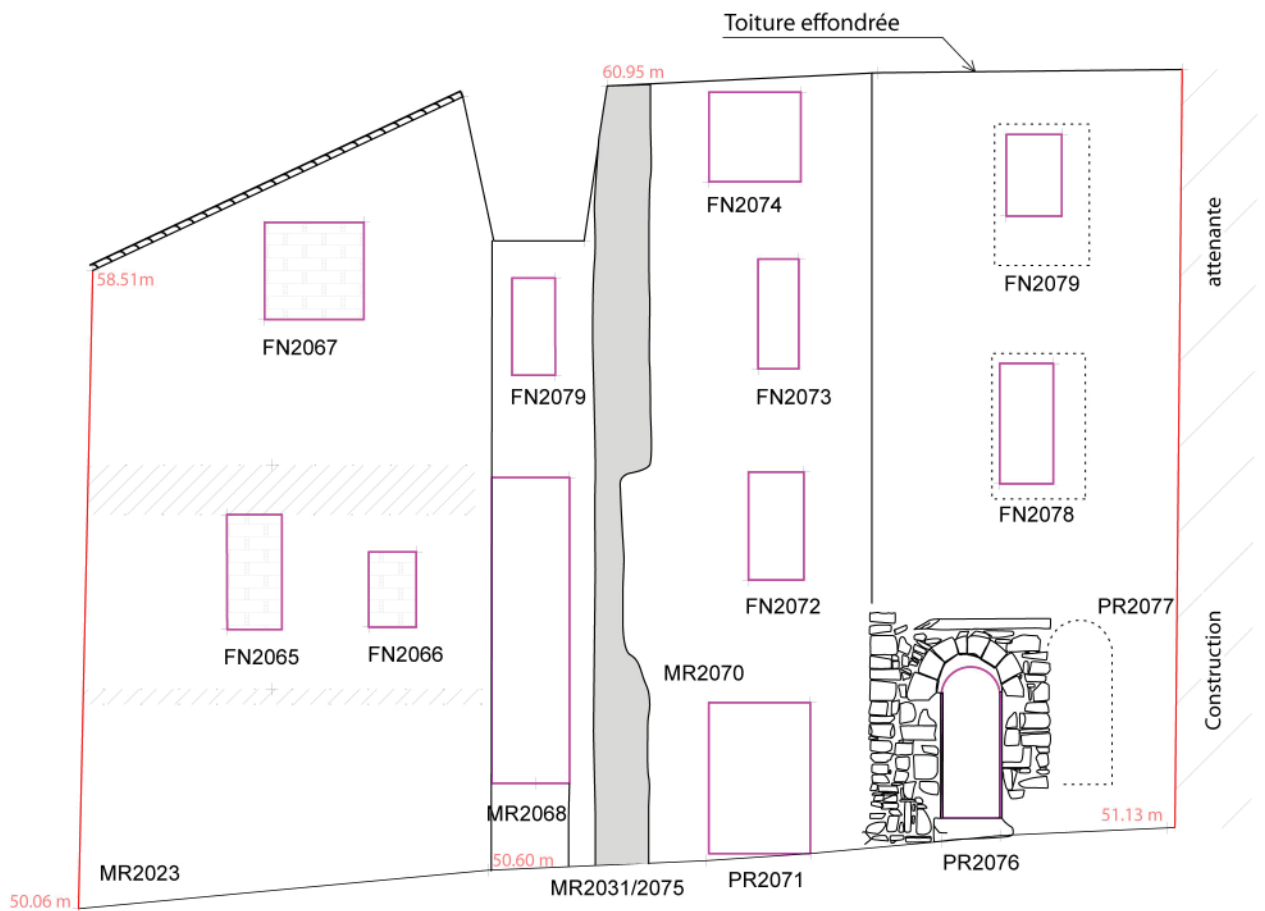 Toiture effondrée
60.95 m
58.51m
FN2074
FN2067
FN2079
FN2079
FN2073
attenante
FN2078
FN2065
FN2066
FN2072
PR2077
MR2070
Construction
MR2068
51.13 m
50.60 m
MR2023
MR2031/2075
PR2071
PR2076
50.06 m